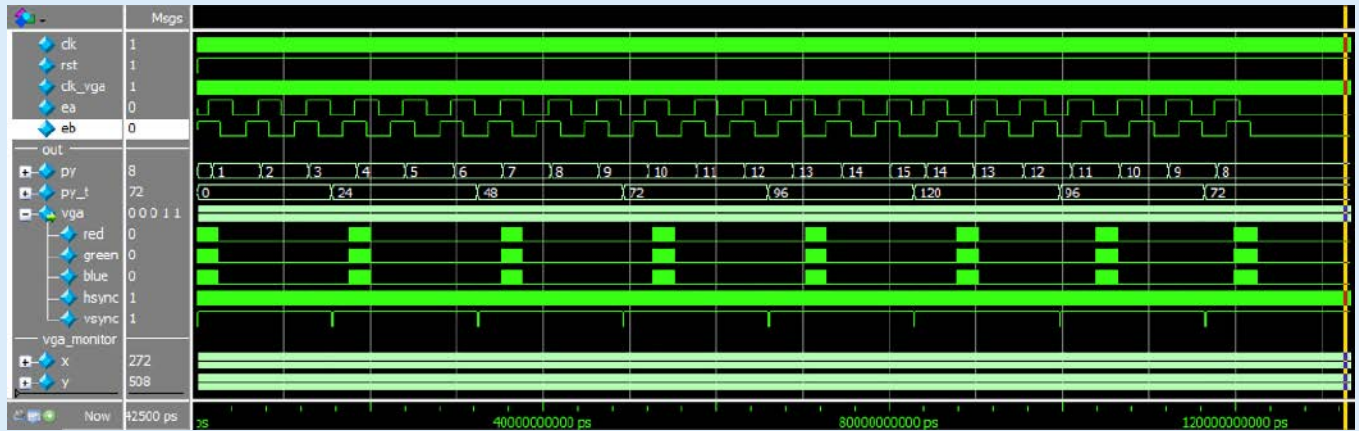 Msgs
clk 1
rst 1
clk_vga 1
ea 0
eb 0
out
py 8 1 2 3 4 5 6 7 8 9 10 11 12 13 14 15 14 13 12 11 10 9 8
py_t 72 0 24 48 72 96 120 96 72
vga 0 0 0 1 1
red 0
green 0
blue 0
hsync 1
vsync 1
vga_monitor
x 272
y 508
Now 42500 ps ps 40000000000 ps 80000000000 ps 120000000000 ps